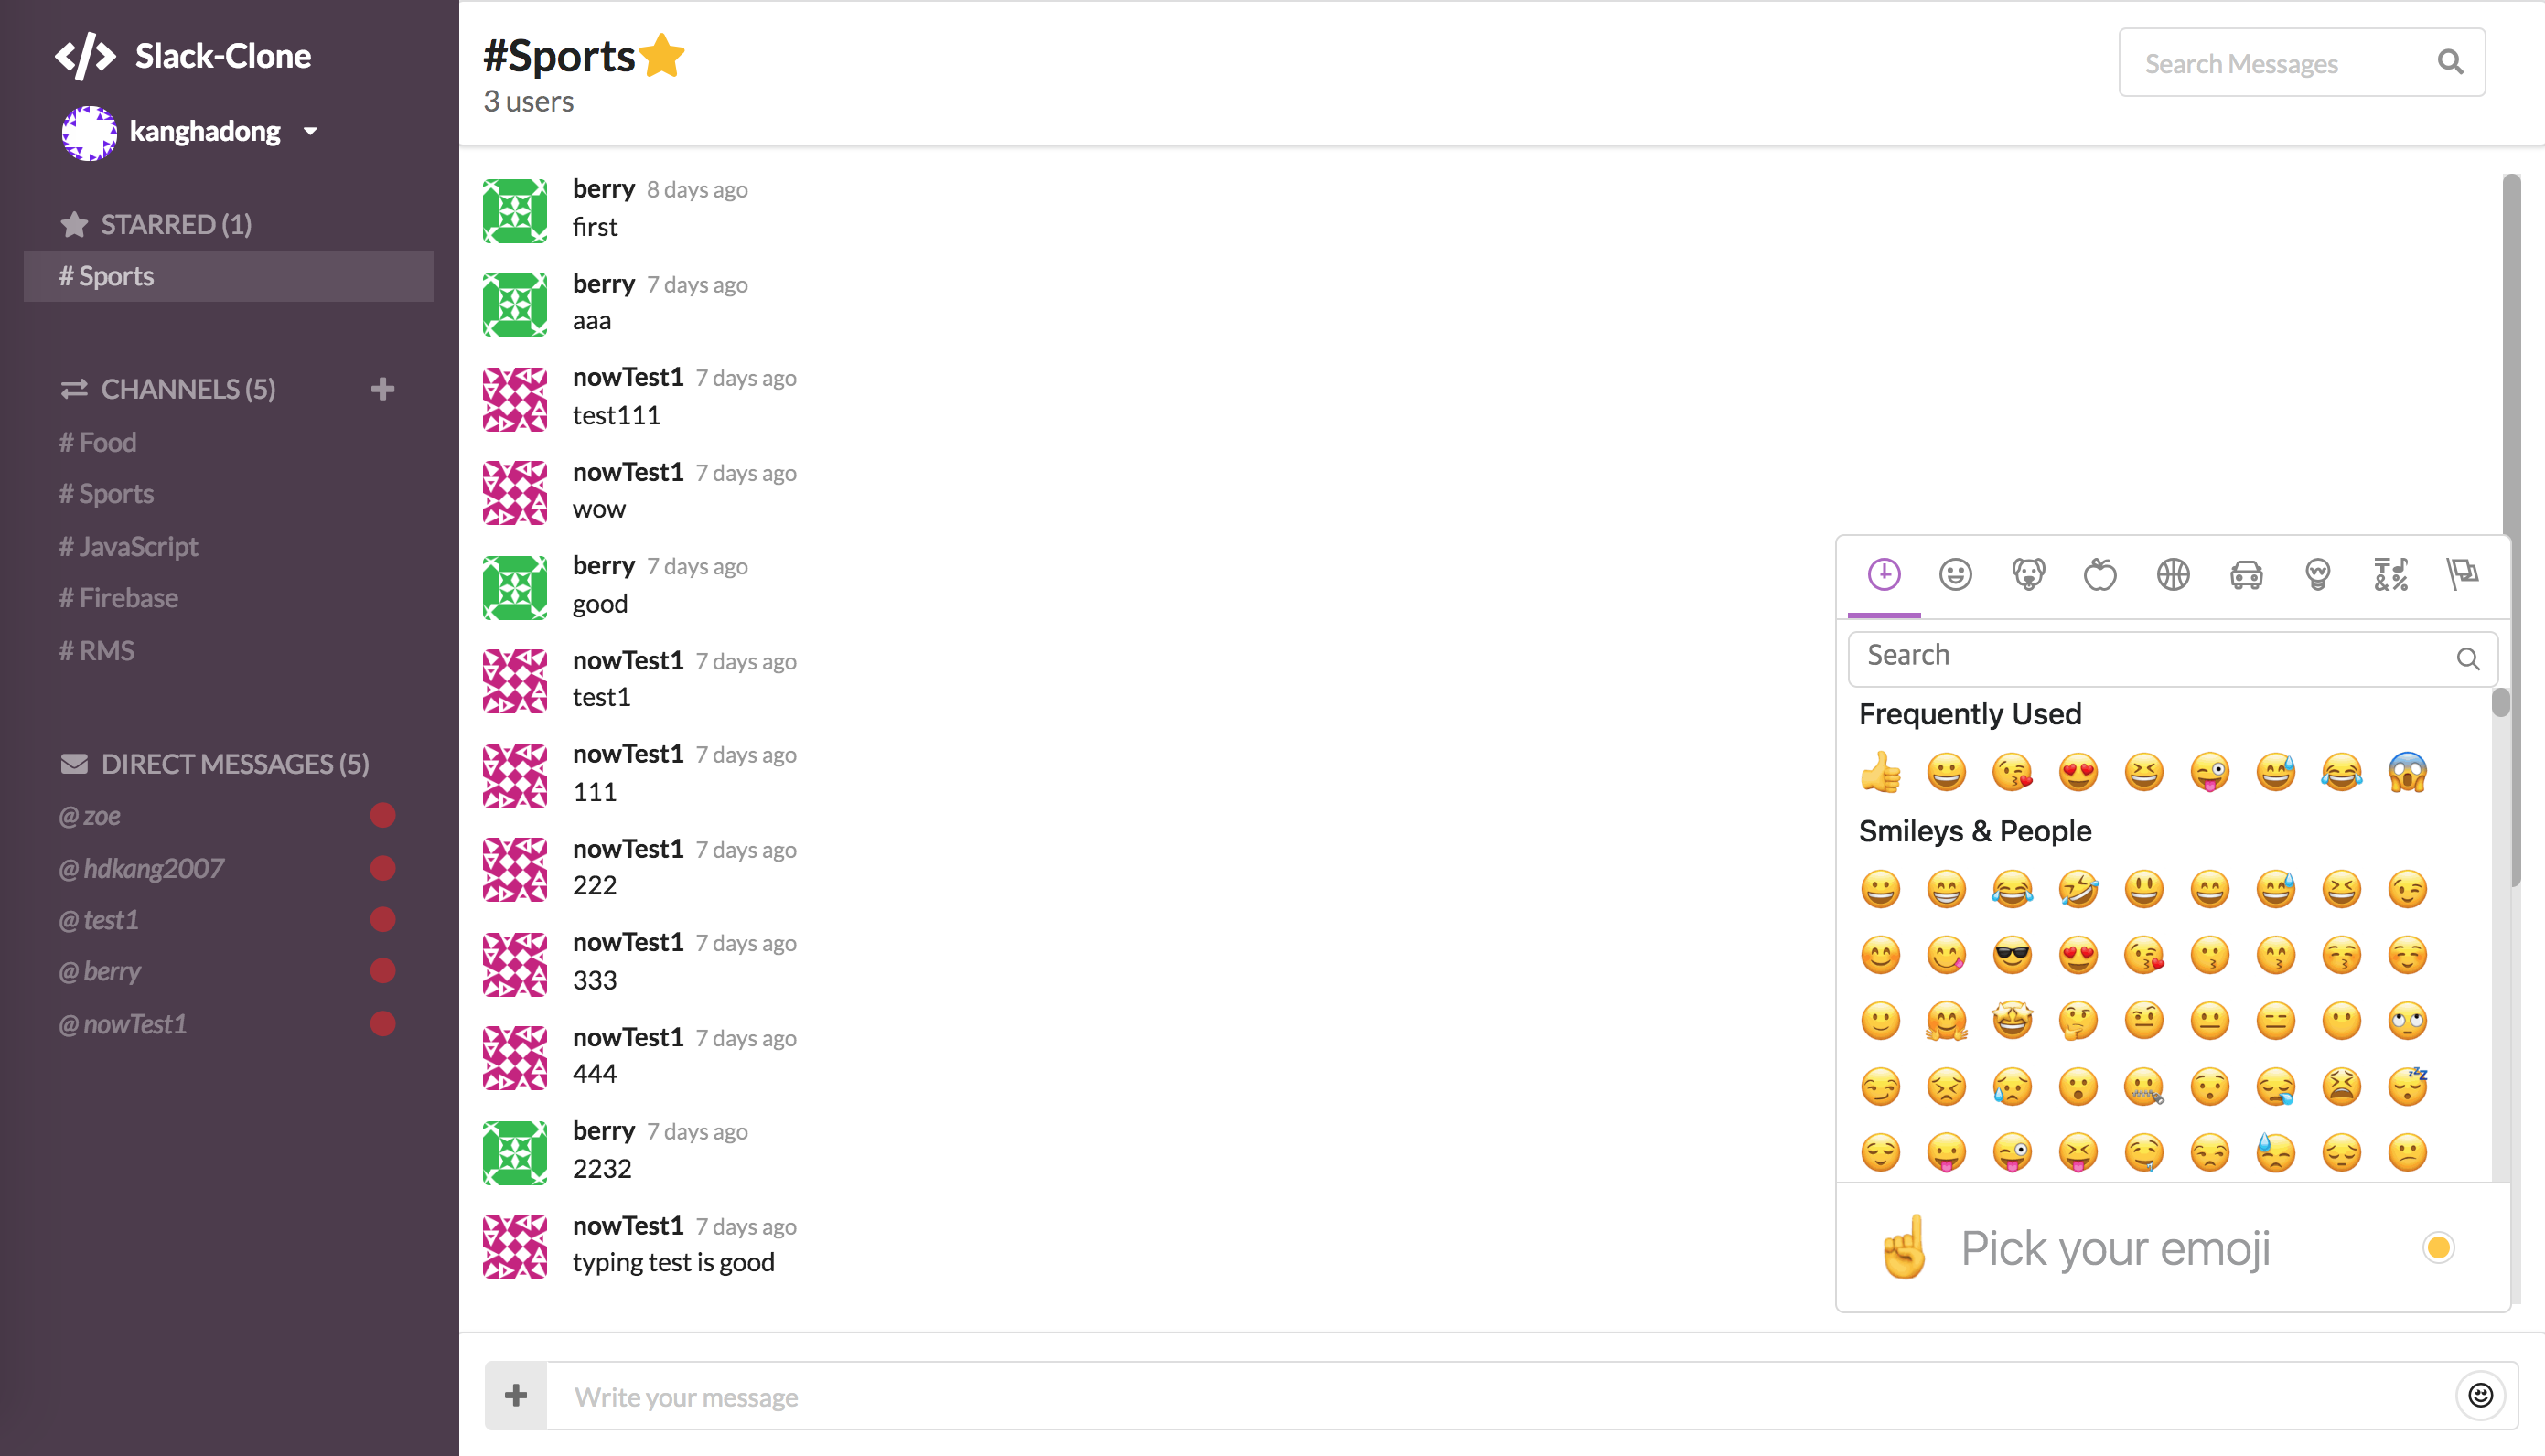 Slack-Clone
kanghadong
STARRED (1)
# Sports
CHANNELS (5)
# Food
# Sports
# JavaScript
# Firebase
# RMS
DIRECT MESSAGES (5)
@ zoe
@ hdkang2007
@ test1
@ berry
@ nowTest1
#Sports
3 users
Search Messages
berry 8 days ago
first
berry 7 days ago
aaa
nowTest1 7 days ago
test111
nowTest1 7 days ago
wow
berry 7 days ago
good
nowTest1 7 days ago
test1
nowTest1 7 days ago
111
nowTest1 7 days ago
222
nowTest1 7 days ago
333
nowTest1 7 days ago
444
berry 7 days ago
2232
nowTest1 7 days ago
typing test is good
Search
Frequently Used
Smileys & People
Pick your emoji
Write your message